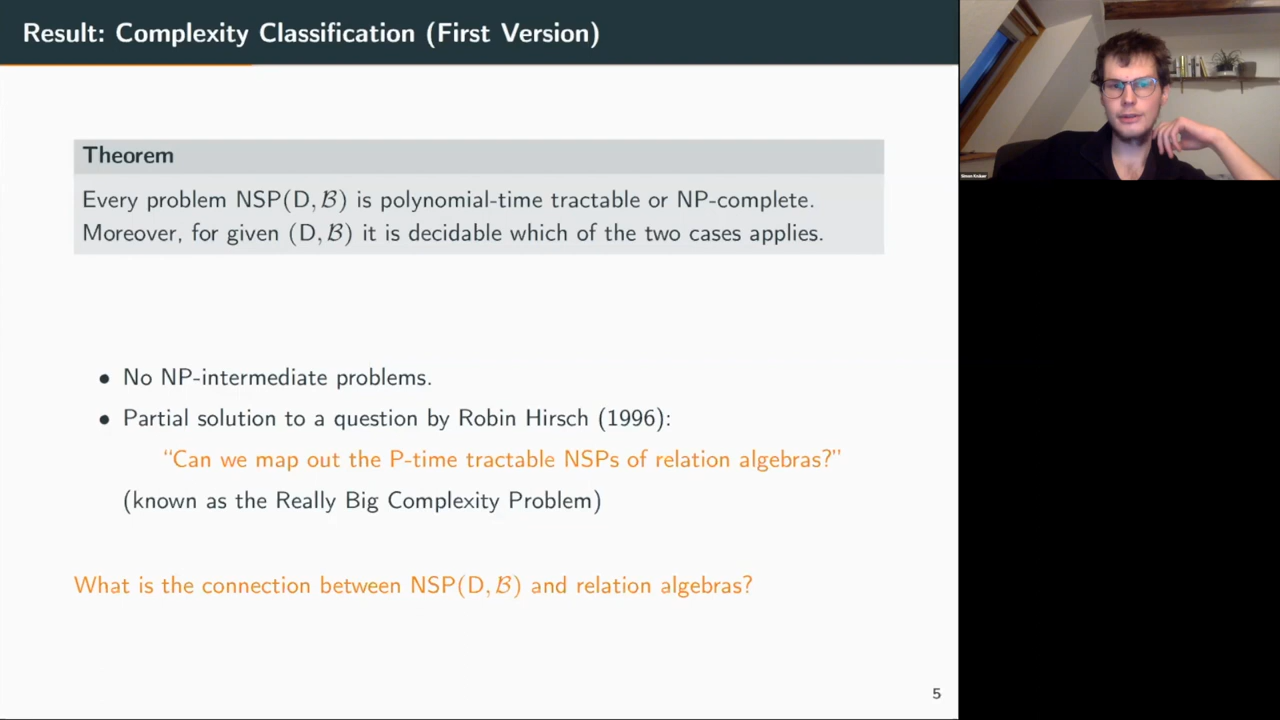 Result: Complexity Classification (First Version)
Theorem
Every problem NSP(D, ℬ) is polynomial-time tractable or NP-complete.
Moreover, for given (D, ℬ) it is decidable which of the two cases applies.
• No NP-intermediate problems.
• Partial solution to a question by Robin Hirsch (1996):
“Can we map out the P-time tractable NSPs of relation algebras?”
(known as the Really Big Complexity Problem)
What is the connection between NSP(D, ℬ) and relation algebras?
5